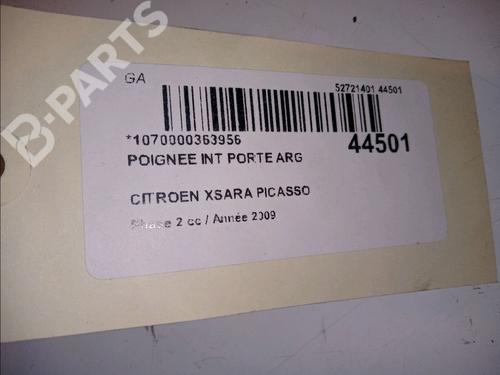 B-PARTS
GA
52721401 44501
*1070000363956
44501
POIGNEE INT PORTE ARG
CITROEN XSARA PICASSO
Phase 2 cc / Année 2009